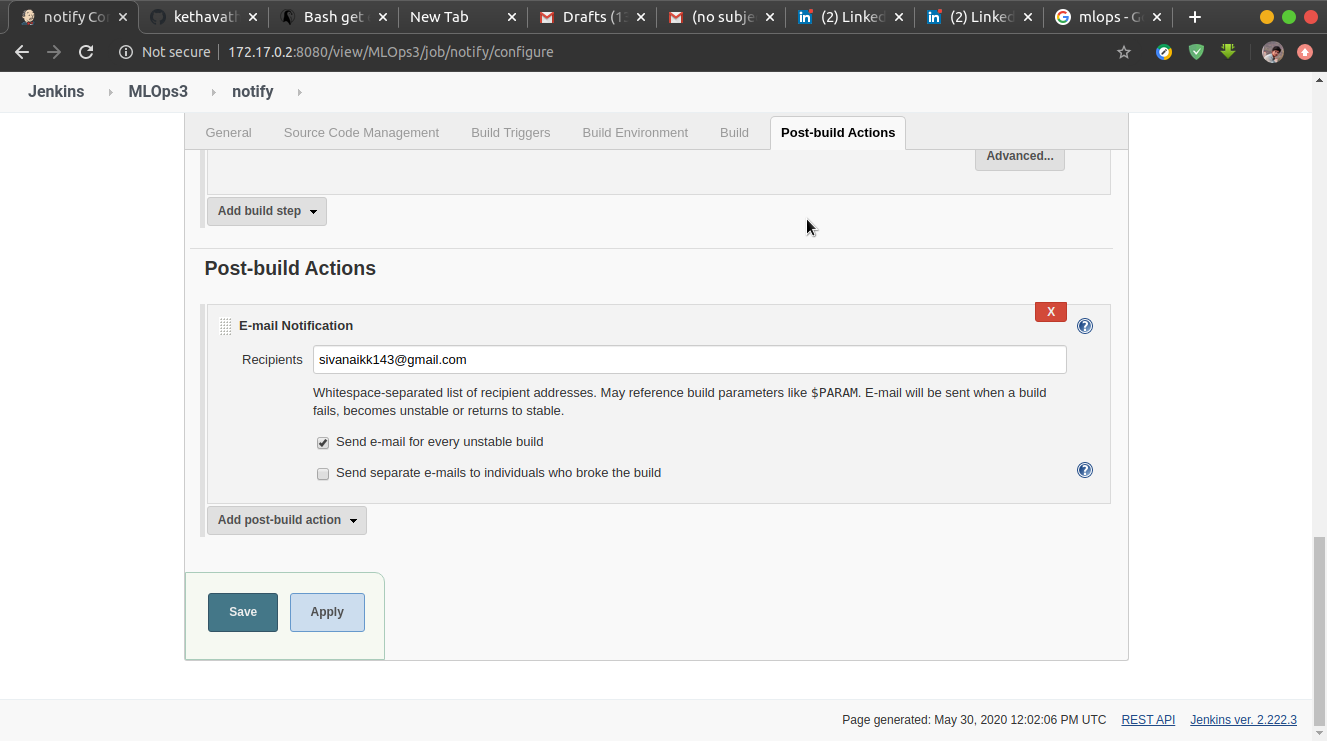 notify Co
kethavat
Bash get
New Tab
Drafts (1
(no subje
(2) Linked
(2) Linked
mlops - G
Not secure
172.17.0.2:8080/view/MLOps3/job/notify/configure
Jenkins MLOps3 notify
General Source Code Management Build Triggers Build Environment Build Post-build Actions
Advanced...
Add build step
Post-build Actions
X
E-mail Notification
Recipients sivanaikk143@gmail.com
Whitespace-separated list of recipient addresses. May reference build parameters like $PARAM. E-mail will be sent when a build
fails, becomes unstable or returns to stable.
Send e-mail for every unstable build
Send separate e-mails to individuals who broke the build
Add post-build action
Save Apply
Page generated: May 30, 2020 12:02:06 PM UTC REST API Jenkins ver. 2.222.3